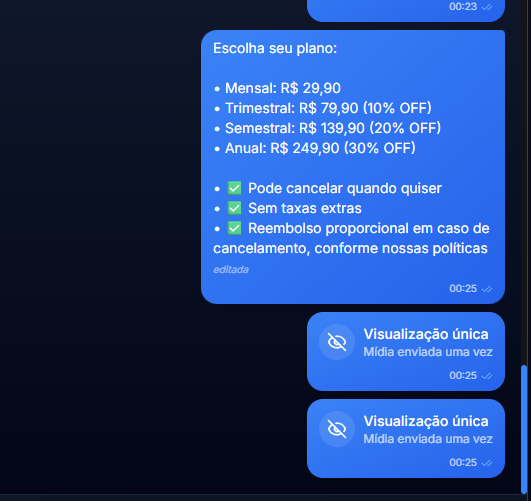 00:23
Escolha seu plano:
• Mensal: R$ 29,90
• Trimestral: R$ 79,90 (10% OFF)
• Semestral: R$ 139,90 (20% OFF)
• Anual: R$ 249,90 (30% OFF)
• ✅ Pode cancelar quando quiser
• ✅ Sem taxas extras
• ✅ Reembolso proporcional em caso de
cancelamento, conforme nossas políticas
editada
00:25
Visualização única
Mídia enviada uma vez
00:25
Visualização única
Mídia enviada uma vez
00:25